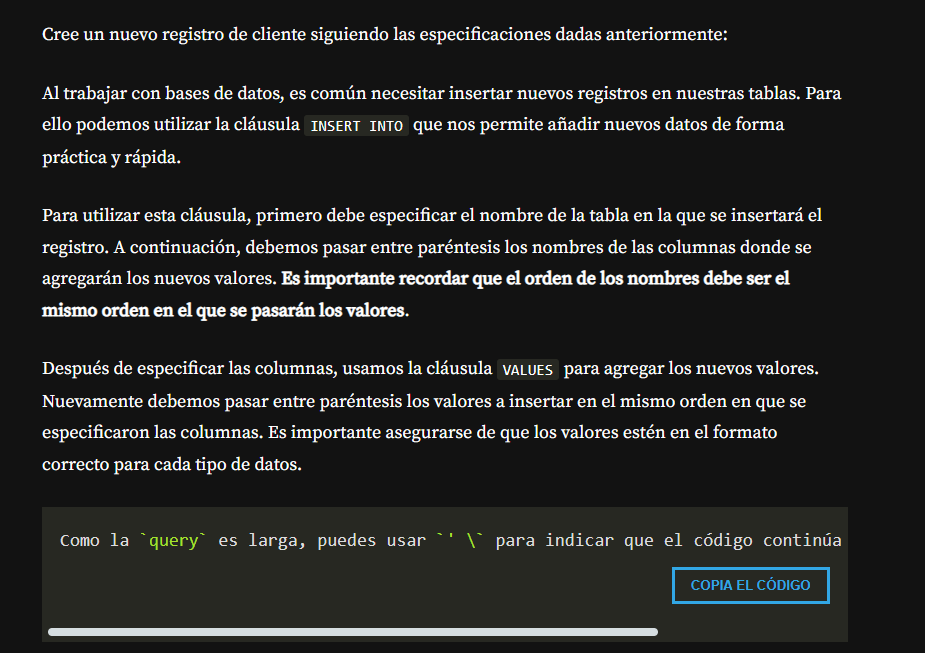 Cree un nuevo registro de cliente siguiendo las especificaciones dadas anteriormente:
Al trabajar con bases de datos, es común necesitar insertar nuevos registros en nuestras tablas. Para
ello podemos utilizar la cláusula INSERT INTO que nos permite añadir nuevos datos de forma
práctica y rápida.
Para utilizar esta cláusula, primero debe especificar el nombre de la tabla en la que se insertará el
registro. A continuación, debemos pasar entre paréntesis los nombres de las columnas donde se
agregarán los nuevos valores. Es importante recordar que el orden de los nombres debe ser el
mismo orden en el que se pasarán los valores.
Después de especificar las columnas, usamos la cláusula VALUES para agregar los nuevos valores.
Nuevamente debemos pasar entre paréntesis los valores a insertar en el mismo orden en que se
especificaron las columnas. Es importante asegurarse de que los valores estén en el formato
correcto para cada tipo de datos.
Como la `query` es larga, puedes usar `' \` para indicar que el código continúa
COPIA EL CÓDIGO